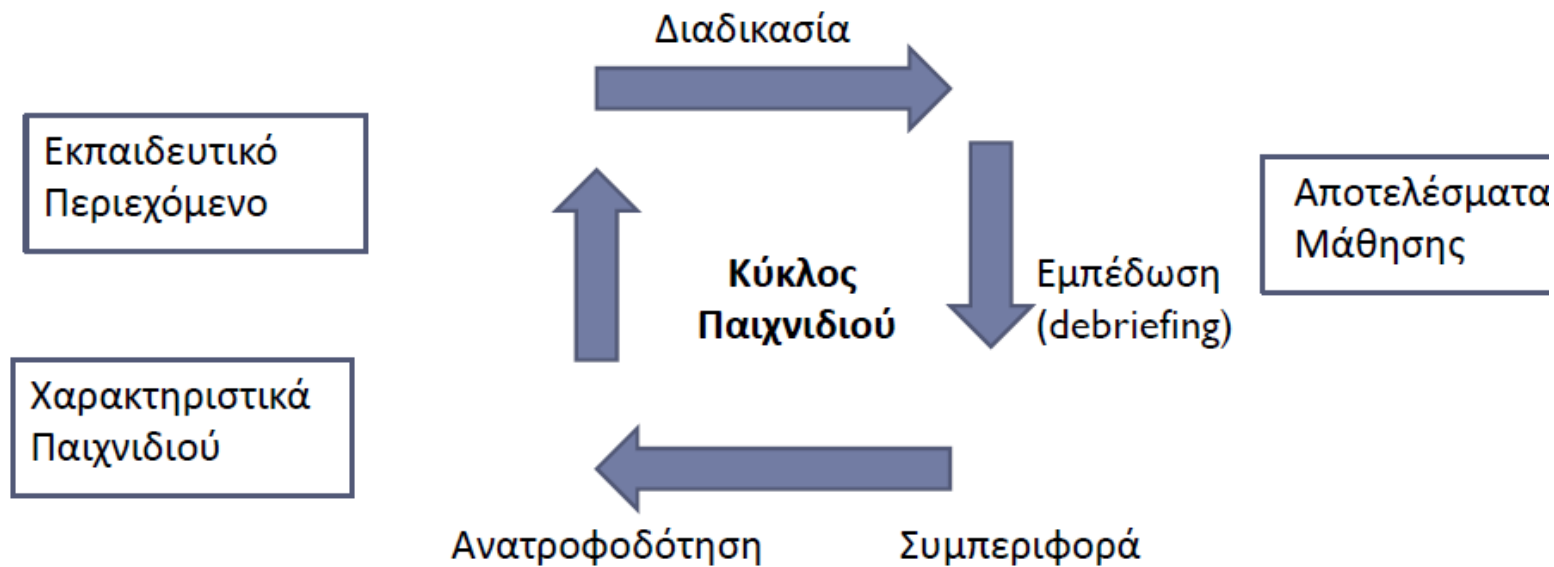 Διαδικασία
Εκπαιδευτικό
Περιεχόμενο
Αποτελέσματα
Μάθησης
Κύκλος
Παιχνιδιού
Εμπέδωση
(debriefing)
Χαρακτηριστικά
Παιχνιδιού
Ανατροφοδότηση
Συμπεριφορά